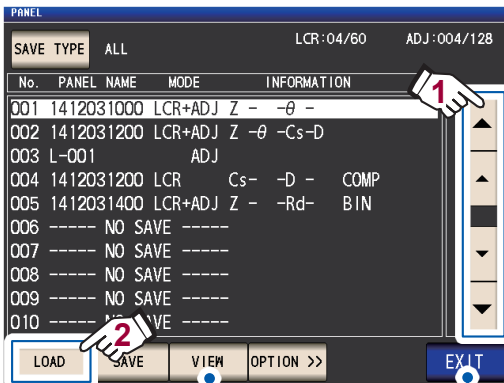 PANEL
SAVE TYPE ALL LCR:04/60 ADJ:004/128
No. PANEL NAME MODE INFORMATION
001 1412031000 LCR+ADJ Z - -θ -
002 1412031200 LCR+ADJ Z -θ -Cs-D
003 L-001 ADJ
004 1412031200 LCR Cs- -D - COMP
005 1412031400 LCR+ADJ Z - -Rd- BIN
006 ----- NO SAVE -----
007 ----- NO SAVE -----
008 ----- NO SAVE -----
009 ----- NO SAVE -----
010 ----- NO SAVE -----
1
2
LOAD SAVE VIEW OPTION >> EXIT